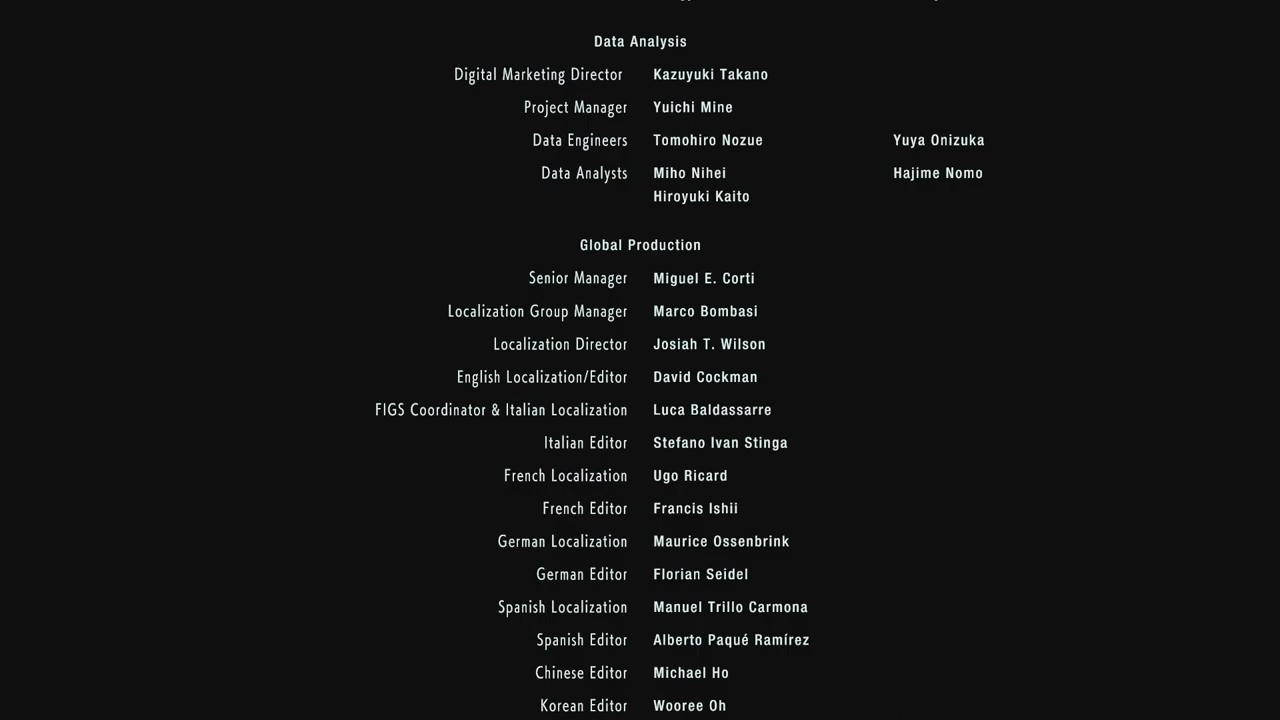 Data Analysis
Digital Marketing Director Kazuyuki Takano
Project Manager Yuichi Mine
Data Engineers Tomohiro Nozue Yuya Onizuka
Data Analysts Miho Nihei Hajime Nomo
Hiroyuki Kaito
Global Production
Senior Manager Miguel E. Corti
Localization Group Manager Marco Bombasi
Localization Director Josiah T. Wilson
English Localization/Editor David Cockman
FIGS Coordinator & Italian Localization Luca Baldassarre
Italian Editor Stefano Ivan Stinga
French Localization Ugo Ricard
French Editor Francis Ishii
German Localization Maurice Ossenbrink
German Editor Florian Seidel
Spanish Localization Manuel Trillo Carmona
Spanish Editor Alberto Paqué Ramírez
Chinese Editor Michael Ho
Korean Editor Wooree Oh